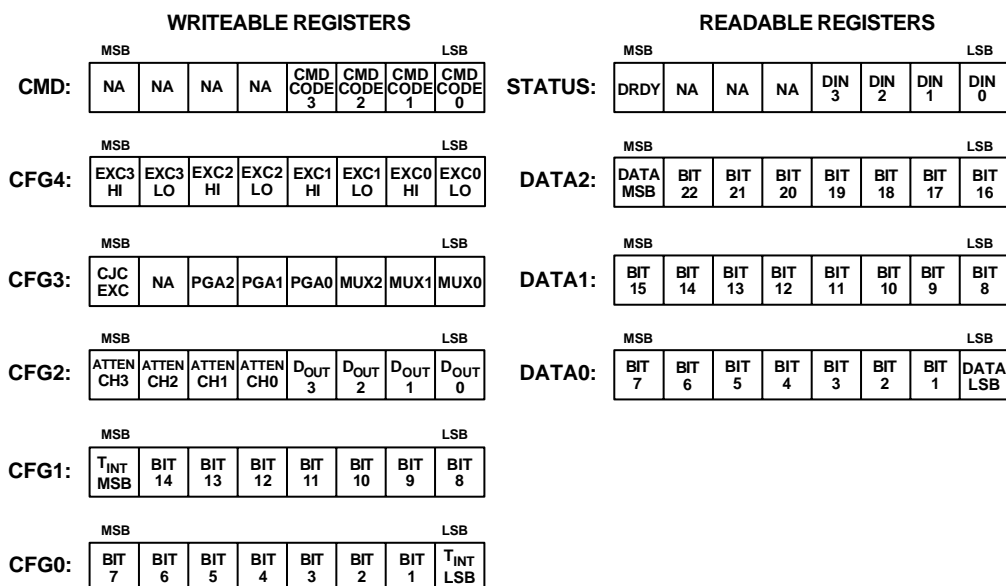 WRITEABLE REGISTERS
MSB LSB
CMD: NA NA NA NA CMD CODE 3 CMD CODE 2 CMD CODE 1 CMD CODE 0
MSB LSB
CFG4: EXC3 HI EXC3 LO EXC2 HI EXC2 LO EXC1 HI EXC1 LO EXC0 HI EXC0 LO
MSB LSB
CFG3: CJC EXC NA PGA2 PGA1 PGA0 MUX2 MUX1 MUX0
MSB LSB
CFG2: ATTEN CH3 ATTEN CH2 ATTEN CH1 ATTEN CH0 DOUT 3 DOUT 2 DOUT 1 DOUT 0
MSB LSB
CFG1: TINT MSB BIT 14 BIT 13 BIT 12 BIT 11 BIT 10 BIT 9 BIT 8
MSB LSB
CFG0: BIT 7 BIT 6 BIT 5 BIT 4 BIT 3 BIT 2 BIT 1 TINT LSB
READABLE REGISTERS
MSB LSB
STATUS: DRDY NA NA NA DIN 3 DIN 2 DIN 1 DIN 0
MSB LSB
DATA2: DATA MSB BIT 22 BIT 21 BIT 20 BIT 19 BIT 18 BIT 17 BIT 16
MSB LSB
DATA1: BIT 15 BIT 14 BIT 13 BIT 12 BIT 11 BIT 10 BIT 9 BIT 8
MSB LSB
DATA0: BIT 7 BIT 6 BIT 5 BIT 4 BIT 3 BIT 2 BIT 1 DATA LSB